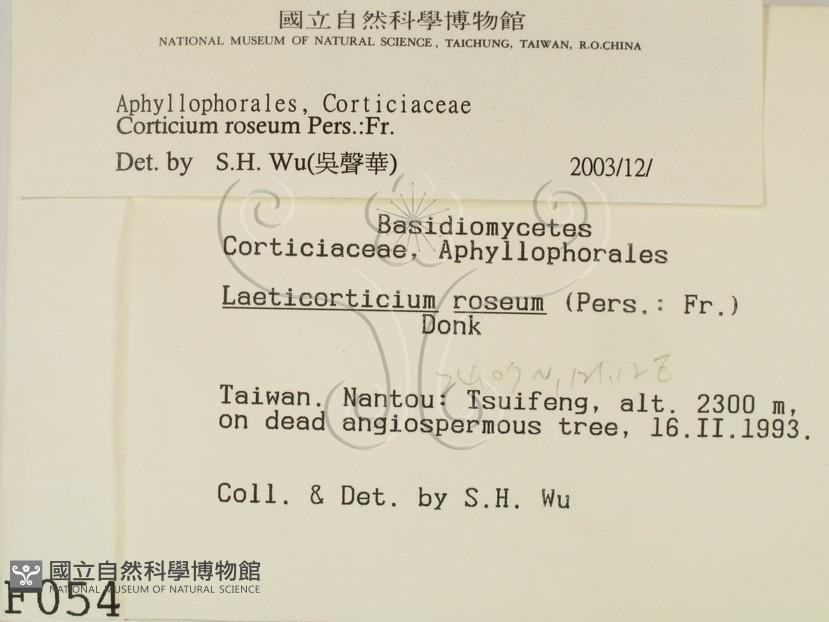 國立自然科學博物館
NATIONAL MUSEUM OF NATURAL SCIENCE, TAICHUNG, TAIWAN, R.O.CHINA
Aphyllophorales, Corticiaceae
Corticium roseum Pers.:Fr.
Det. by S.H. Wu(吳聲華) 2003/12/
Basidiomycetes
Corticiaceae, Aphyllophorales
Laeticorticium roseum (Pers.: Fr.)
Donk
N, 121.12E
Taiwan. Nantou: Tsuifeng, alt. 2300 m,
on dead angiospermous tree, 16.II.1993.
Coll. & Det. by S.H. Wu
國立自然科學博物館
NATIONAL MUSEUM OF NATURAL SCIENCE
F054